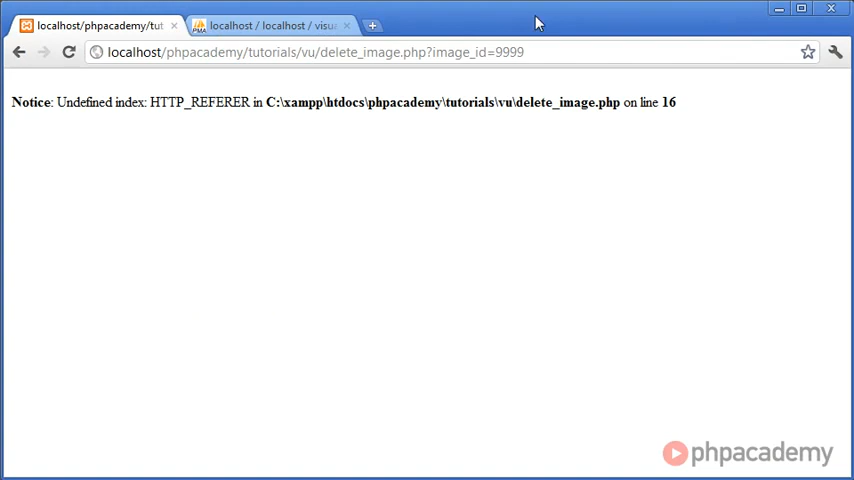 localhost/phpacademy/tut
localhost / localhost / visu
localhost/phpacademy/tutorials/vu/delete_image.php?image_id=9999
Notice: Undefined index: HTTP_REFERER in C:\xampp\htdocs\phpacademy\tutorials\vu\delete_image.php on line 16
phpacademy